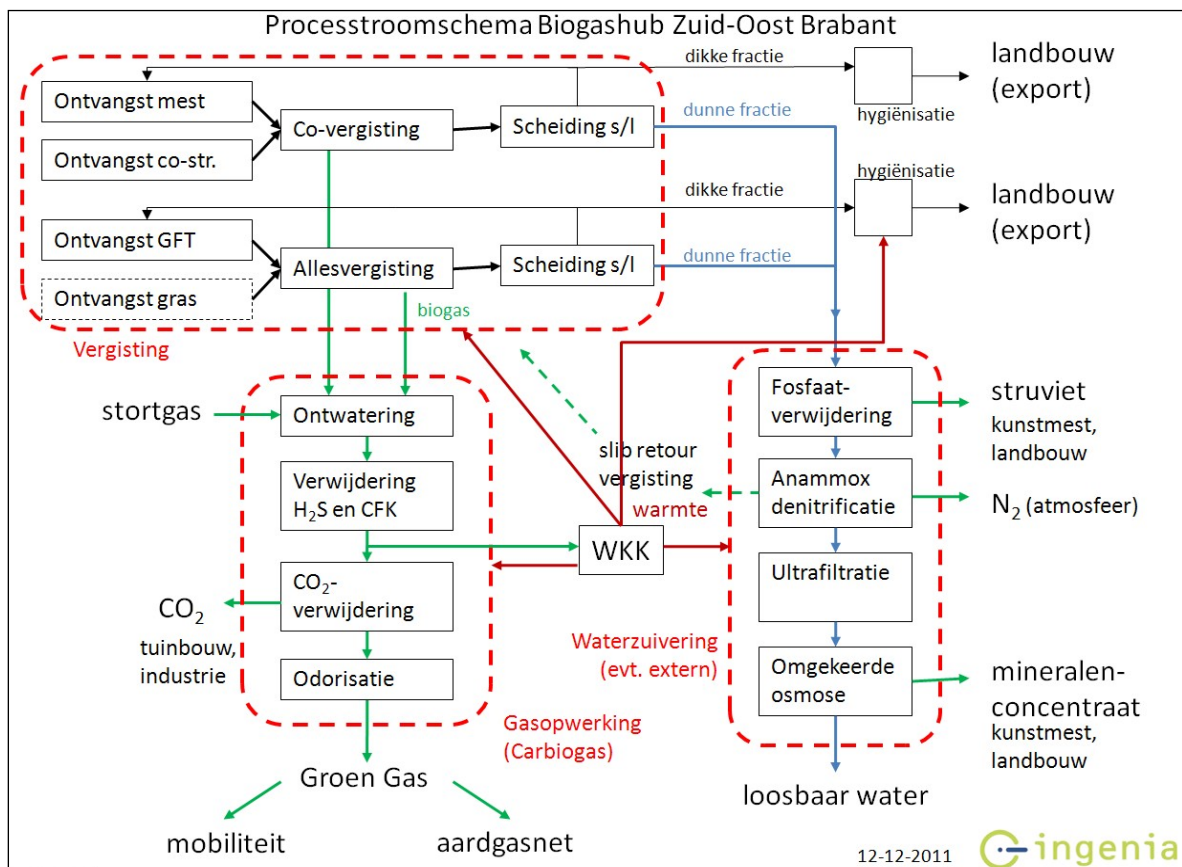 Processtroomschema Biogashub Zuid-Oost Brabant
dikke fractie
landbouw
(export)
Ontvangst mest
Co-vergisting
Scheiding s/l
dunne fractie
hygiënisatie
Ontvangst co-str.
hygiënisatie
dikke fractie
landbouw
(export)
Ontvangst GFT
Allesvergisting
Scheiding s/l
dunne fractie
Ontvangst gras
biogas
Vergisting
stortgas
Ontwatering
Verwijdering
H₂S en CFK
CO₂-
verwijdering
CO₂
tuinbouw,
industrie
Odorisatie
Gasopwerking
(Carbiogas)
Groen Gas
mobiliteit
aardgasnet
slib retour
vergisting
warmte
WKK
Fosfaat-
verwijdering
struviet
kunstmest,
landbouw
Anammox
denitrificatie
N₂ (atmosfeer)
Ultrafiltratie
Waterzuivering
(evt. extern)
Omgekeerde
osmose
mineralen-
concentraat
kunstmest,
landbouw
loosbaar water
12-12-2011
ingenia